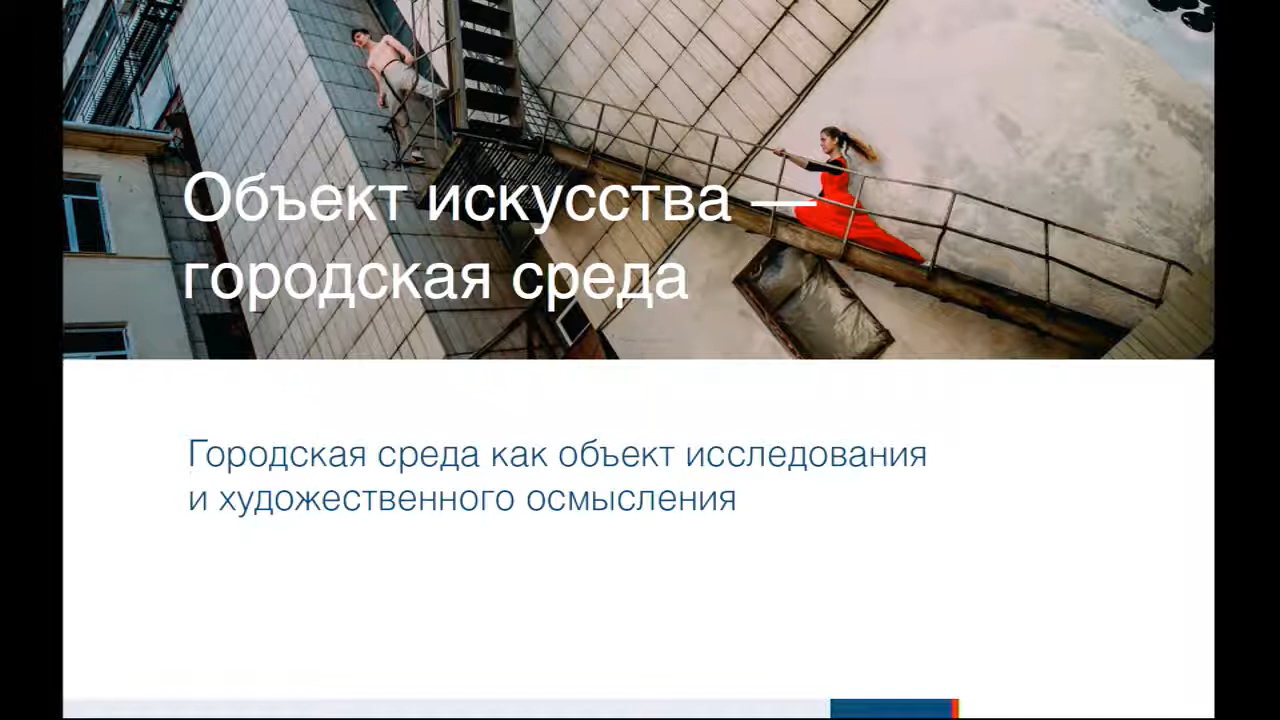 Объект искусства —
городская среда
Городская среда как объект исследования
и художественного осмысления